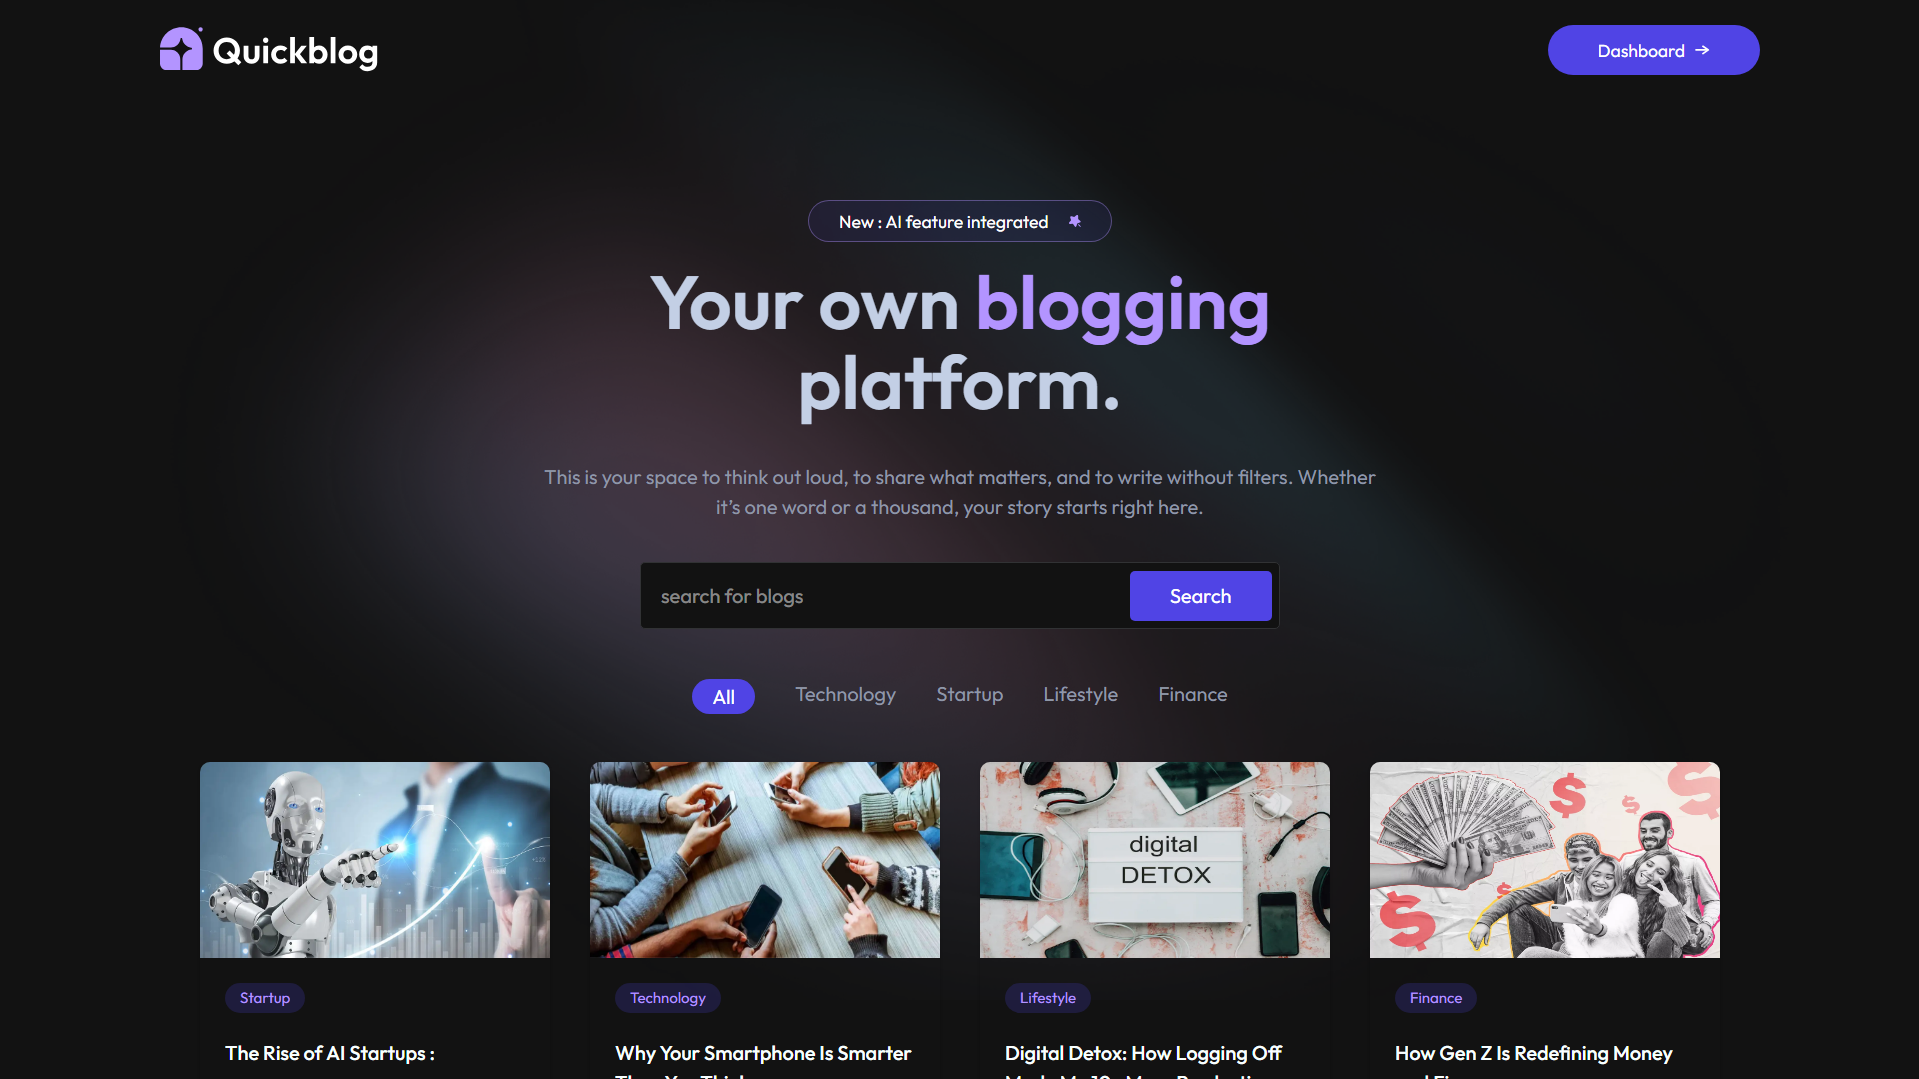 Quickblog
Dashboard →
New : AI feature integrated
Your own blogging
platform.
This is your space to think out loud, to share what matters, and to write without filters. Whether
it's one word or a thousand, your story starts right here.
search for blogs
Search
All
Technology
Startup
Lifestyle
Finance
digital
DETOX
Startup
Technology
Lifestyle
Finance
The Rise of AI Startups :
Why Your Smartphone Is Smarter
Digital Detox: How Logging Off
How Gen Z Is Redefining Money